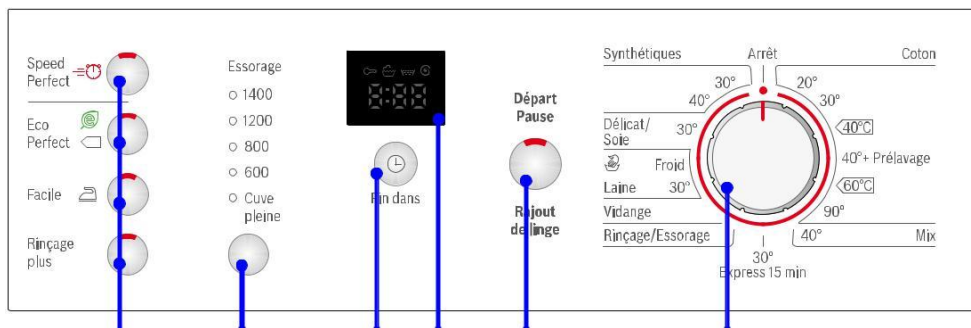 Speed
Perfect
Eco
Perfect
Facile
Rinçage
plus
Essorage
1400
1200
800
600
Cuve
pleine
8:88
Fin dans
Départ
Pause
Rajout
de linge
Synthétiques
Arrêt
Coton
30°
40°
20°
30°
40°C
40°+ Prélavage
60°C
90°
Délicat/
Soie
30°
Froid
Laine
30°
Vidange
Rinçage/Essorage
40°
Mix
30°
Express 15 min